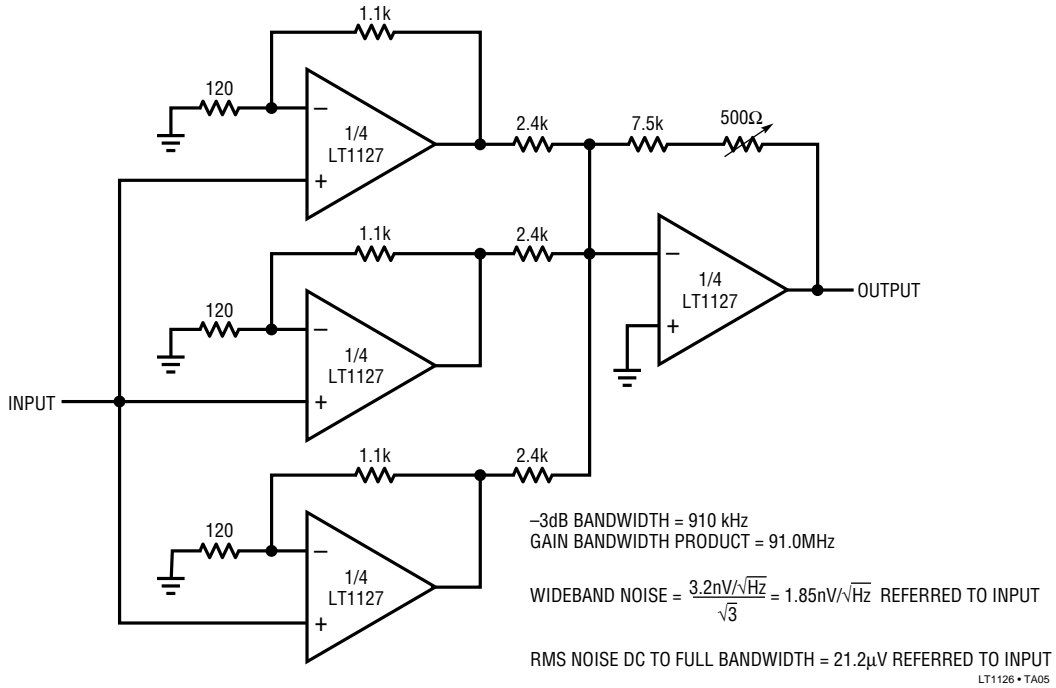 1.1k
120
−
1/4
LT1127
+
2.4k
7.5k
500Ω
1.1k
2.4k
120
−
1/4
LT1127
+
−
1/4
LT1127
+
OUTPUT
INPUT
1.1k
2.4k
120
−
1/4
LT1127
+
–3dB BANDWIDTH = 910 kHz
GAIN BANDWIDTH PRODUCT = 91.0MHz
WIDEBAND NOISE = 3.2nV/√Hz / √3 = 1.85nV/√Hz REFERRED TO INPUT
RMS NOISE DC TO FULL BANDWIDTH = 21.2µV REFERRED TO INPUT
LT1126 • TA05